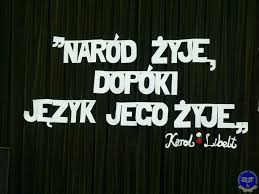 "NARÓD ŻYJE,
DOPÓKI
JĘZYK JEGO ŻYJE„
Karol Libelt